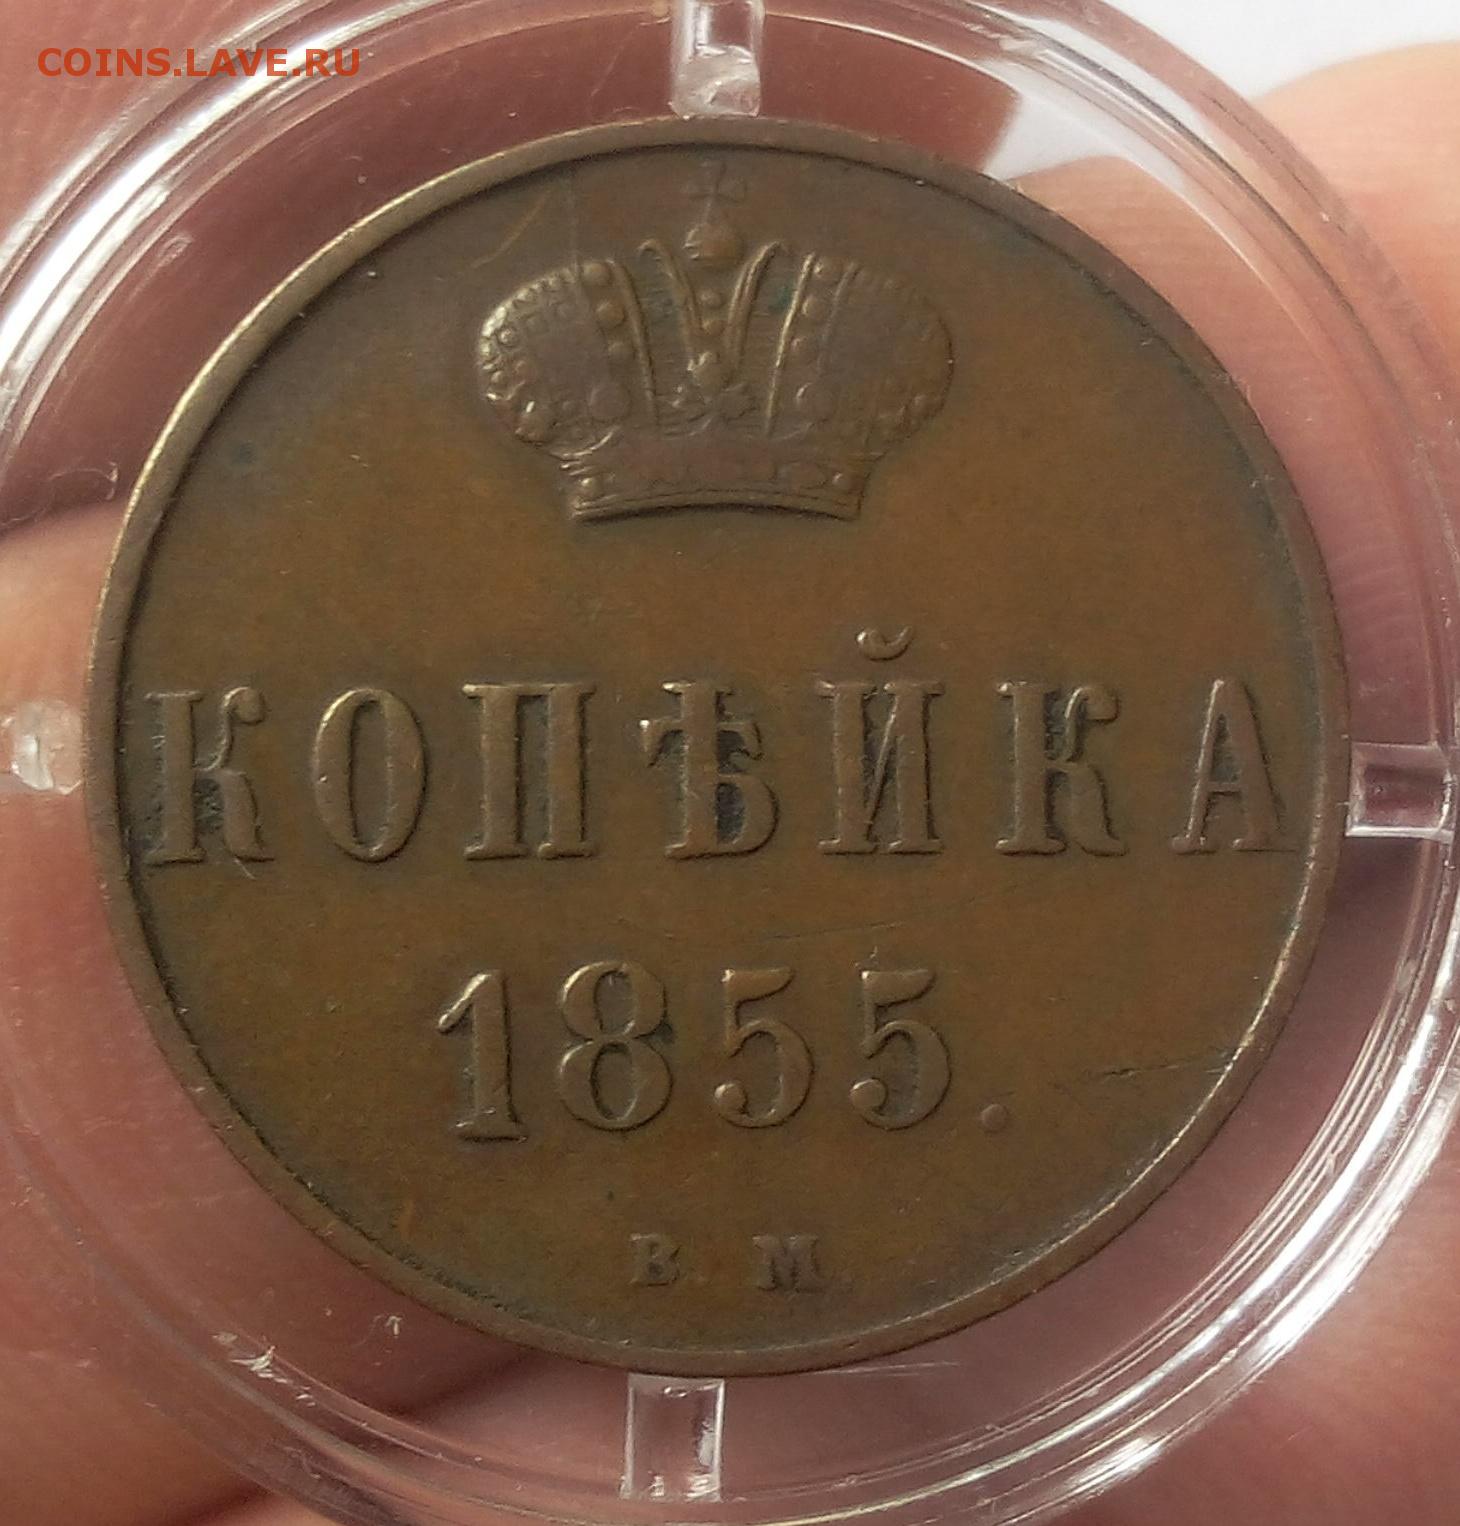 COINS.LAVE.RU
КОПѢЙКА
1855.
В. М.